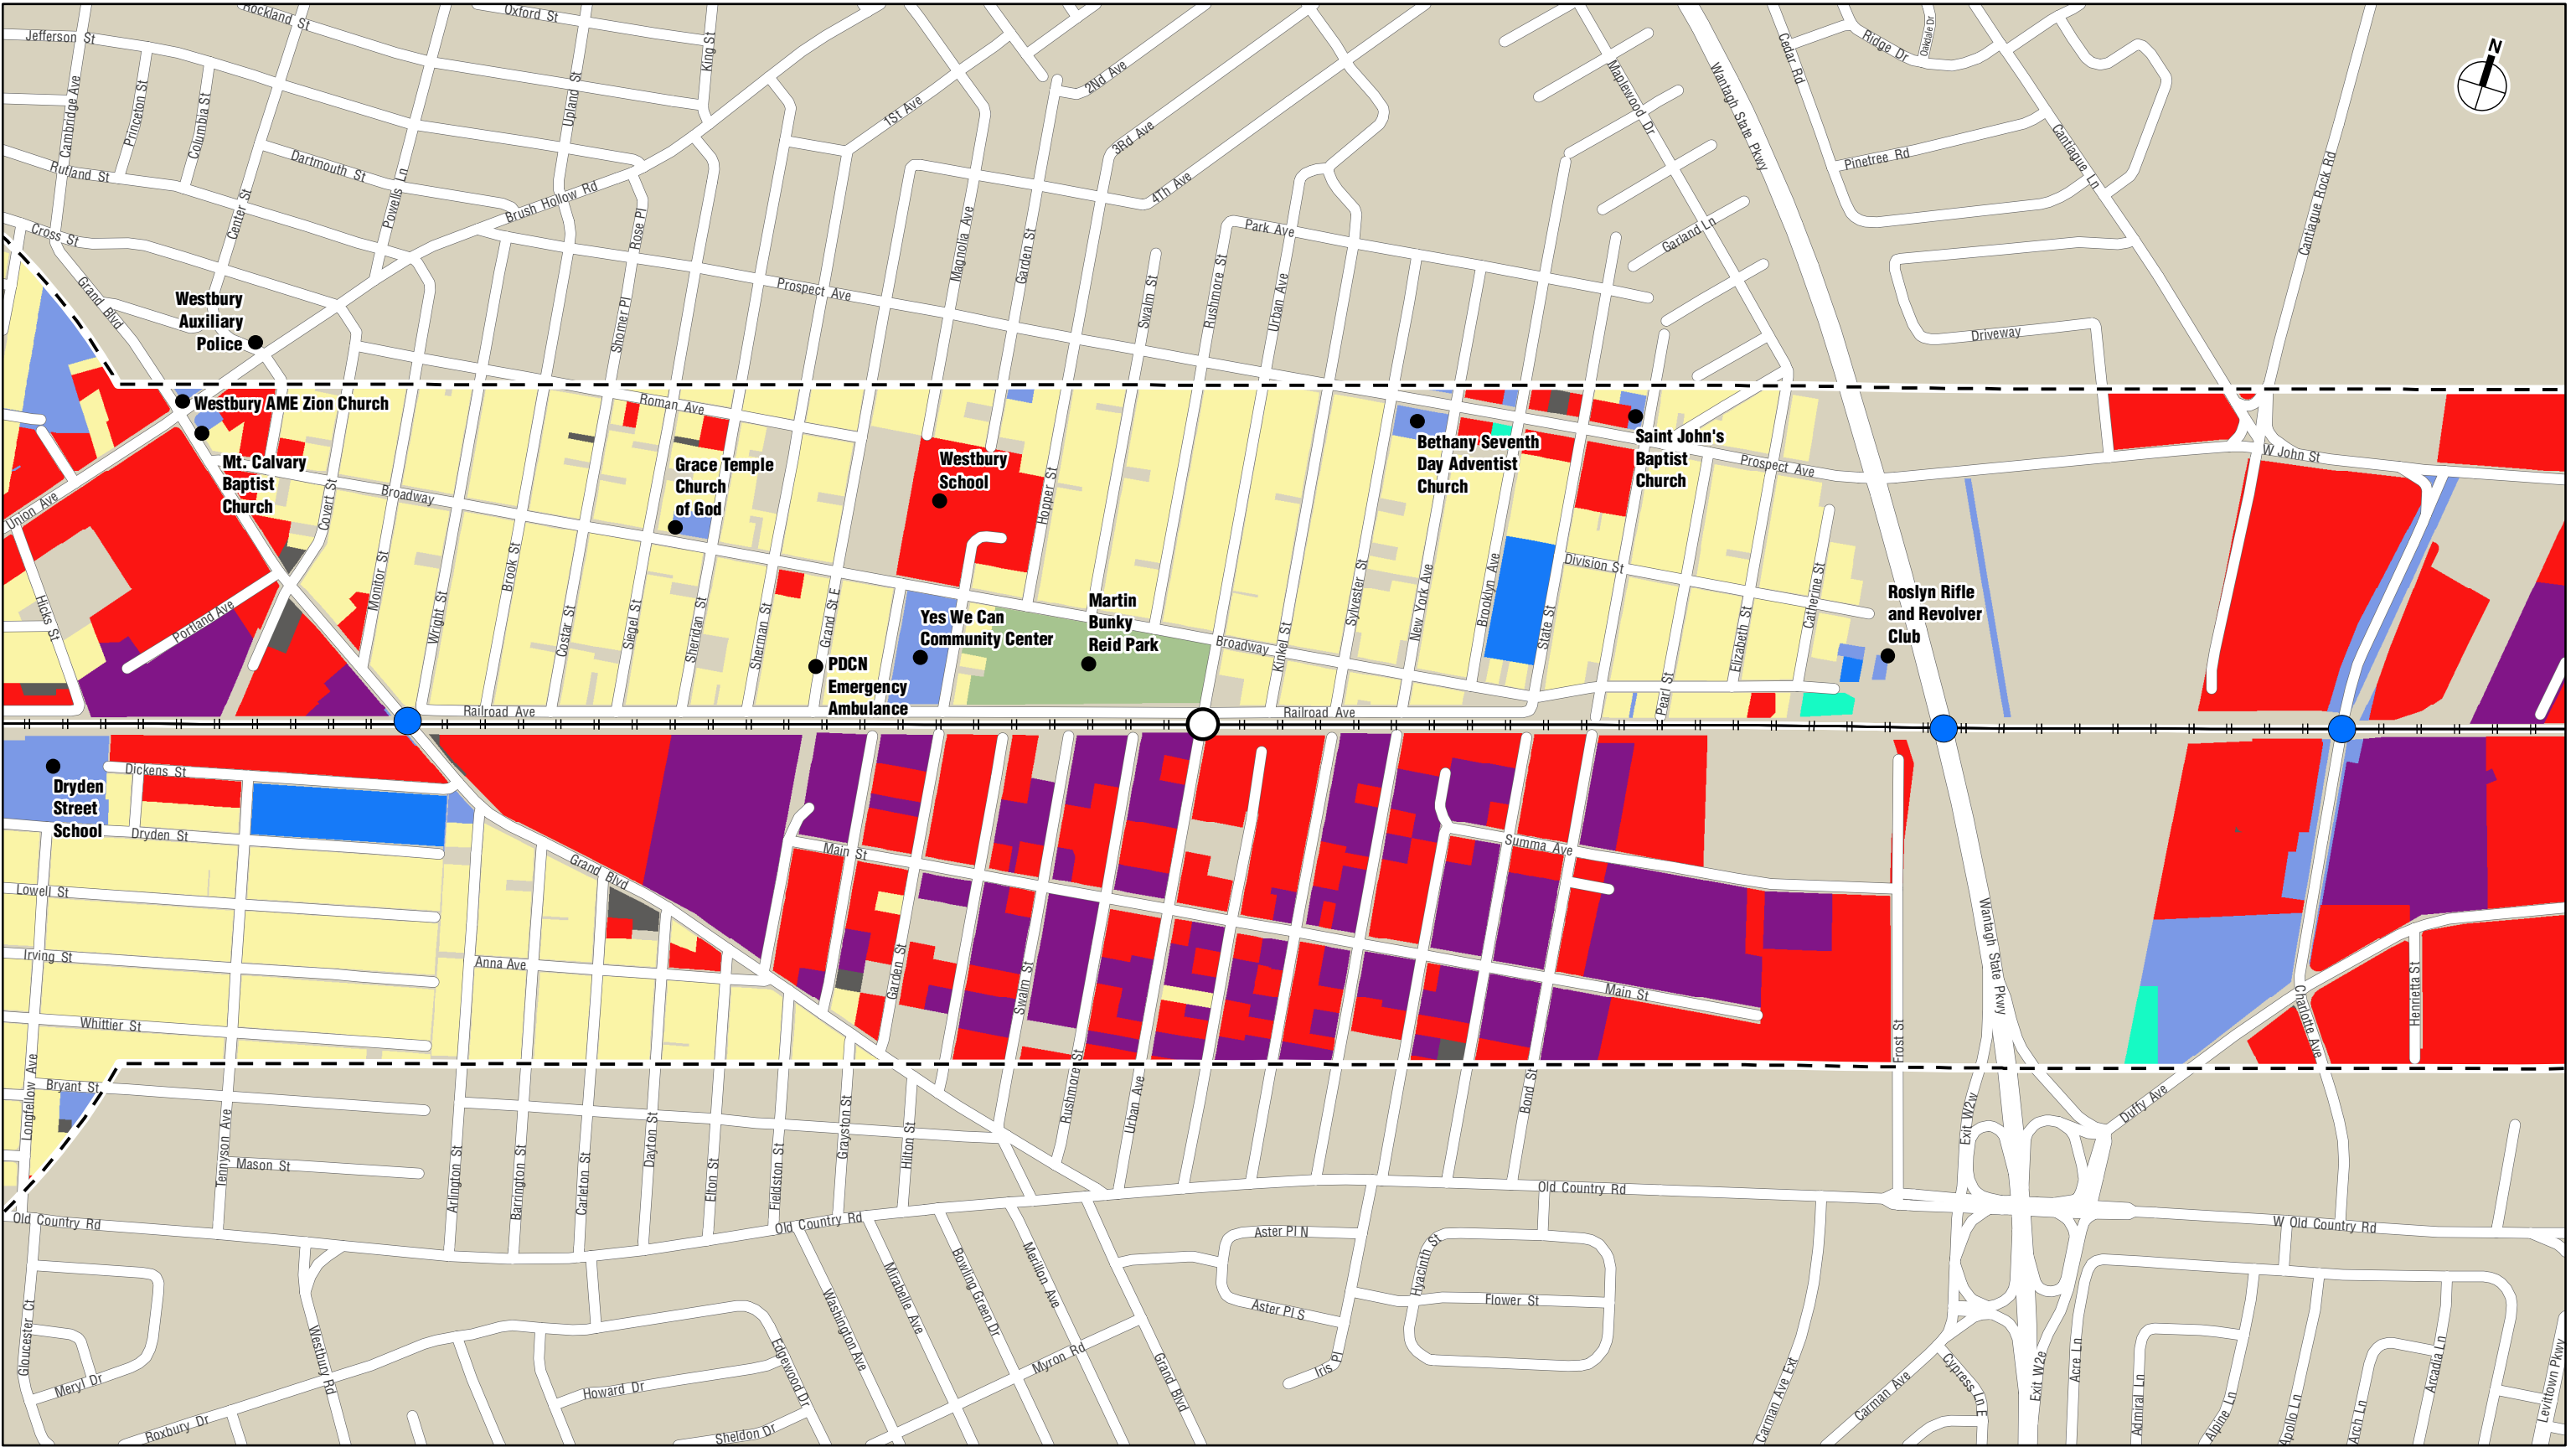 Rockland St
Oxford St
Jefferson St
King St
Cambridge Ave
Princeton St
Columbia St
Upland St
1St Ave
2Nd Ave
3Rd Ave
4Th Ave
Maplewood Dr
Wantagh State Pkwy
Cedar Rd
Ridge Dr
Oakdale Dr
N
Pinetree Rd
Cantiague Ln
Cantiague Rock Rd
Rutland St
Dartmouth St
Powells Ln
Center St
Brush Hollow Rd
Rose Pl
Cross St
Grand Blvd
Magnolia Ave
Garden St
Park Ave
Garland Ln
Swalm St
Rushmore St
Urban Ave
Prospect Ave
Shomer Pl
Driveway
Westbury
Auxiliary
Police
Westbury AME Zion Church
Roman Ave
Mt. Calvary
Baptist
Church
Grace Temple
Church
of God
Westbury
School
Bethany Seventh
Day Adventist
Church
Saint John's
Baptist
Church
Prospect Ave
W John St
Union Ave
Broadway
Covert St
Hopper St
Monitor St
Brook St
Wright St
Costar St
Siegel St
Sheridan St
Sherman St
Grand St E
Sylvester St
New York Ave
Brooklyn Ave
State St
Division St
Elizabeth St
Catherine St
Pearl St
Hicks St
Portland Ave
Yes We Can
Community Center
Martin
Bunky
Reid Park
Broadway
Kinkel St
Roslyn Rifle
and Revolver
Club
PDCN
Emergency
Ambulance
Railroad Ave
Railroad Ave
Dickens St
Dryden
Street
School
Dryden St
Grand Blvd
Main St
Summa Ave
Lowell St
Irving St
Anna Ave
Garden St
Swalm St
Main St
Whittier St
Wantagh State Pkwy
Frost St
Charlotte Ave
Henrietta St
Longfellow Ave
Bryant St
Tennyson Ave
Mason St
Arlington St
Barrington St
Carleton St
Dayton St
Elton St
Fieldston St
Grayston St
Hilton St
Rushmore St
Urban Ave
Bond St
Exit W2w
Duffy Ave
Old Country Rd
Old Country Rd
Old Country Rd
W Old Country Rd
Aster Pl N
Aster Pl S
Hyacinth St
Flower St
Iris Pl
Gloucester Ct
Meryl Dr
Roxbury Dr
Westbury Rd
Howard Dr
Edgewood Dr
Sheldon Dr
Washington Ave
Mirabelle Ave
Bowling Green Dr
Merillon Ave
Myron Rd
Grand Blvd
Carman Ave Ext
Carman Ave
Cypress Ln E
Exit W2e
Acre Ln
Admiral Ln
Alpine Ln
Apollo Ln
Arch Ln
Arcadia Ln
Levittown Pkwy